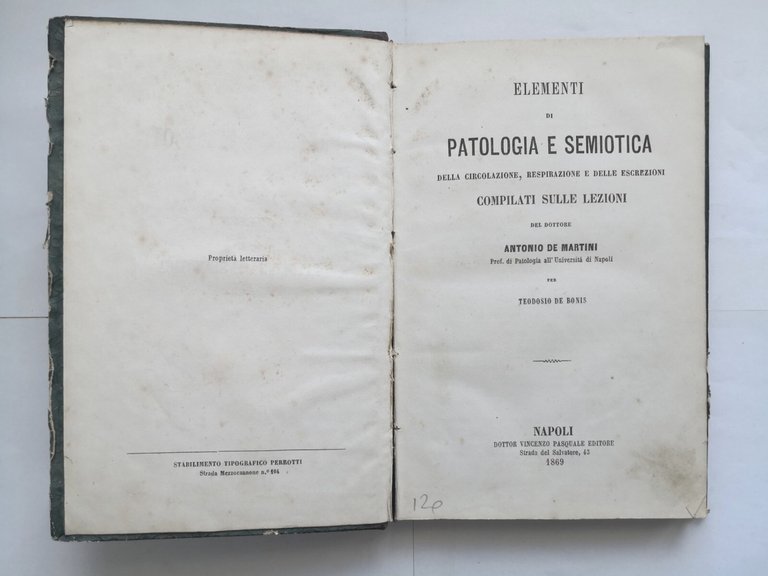 Proprietà letteraria
STABILIMENTO TIPOGRAFICO PERROTTI
Strada Mezzocannone n.º 104
ELEMENTI
DI
PATOLOGIA E SEMIOTICA
DELLA CIRCOLAZIONE, RESPIRAZIONE E DELLE ESCREZIONI
COMPILATI SULLE LEZIONI
DEL DOTTORE
ANTONIO DE MARTINI
Prof. di Patologia all'Università di Napoli
PER
TEODOSIO DE BONIS
NAPOLI
DOTTOR VINCENZO PASQUALE EDITORE
Strada del Salvatore, 43
1869